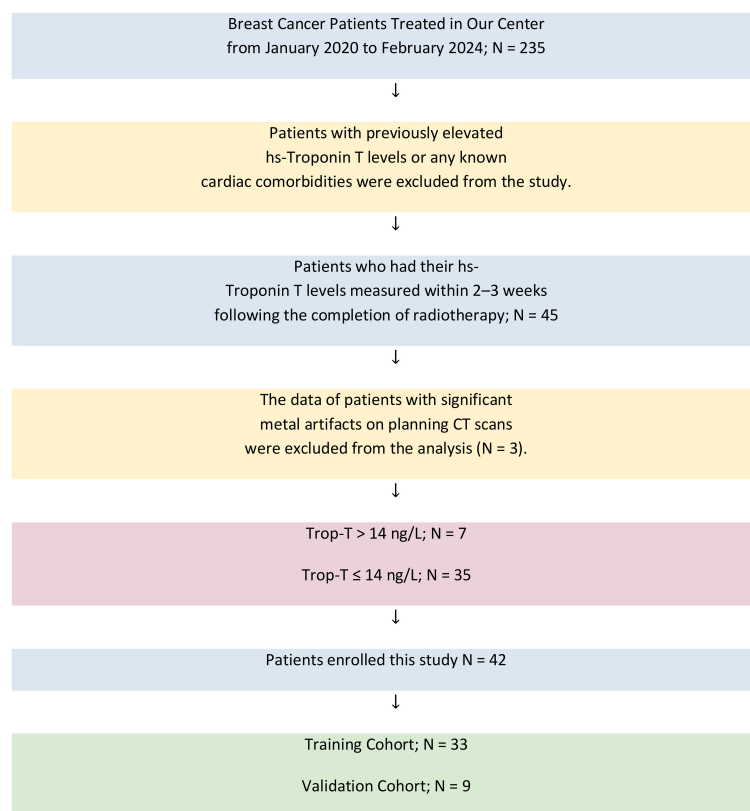 Breast Cancer Patients Treated in Our Center
from January 2020 to February 2024; N = 235
↓
Patients with previously elevated
hs-Troponin T levels or any known
cardiac comorbidities were excluded from the study.
↓
Patients who had their hs-
Troponin T levels measured within 2–3 weeks
following the completion of radiotherapy; N = 45
↓
The data of patients with significant
metal artifacts on planning CT scans
were excluded from the analysis (N = 3).
↓
Trop-T > 14 ng/L; N = 7
Trop-T ≤ 14 ng/L; N = 35
↓
Patients enrolled this study N = 42
↓
Training Cohort; N = 33
Validation Cohort; N = 9